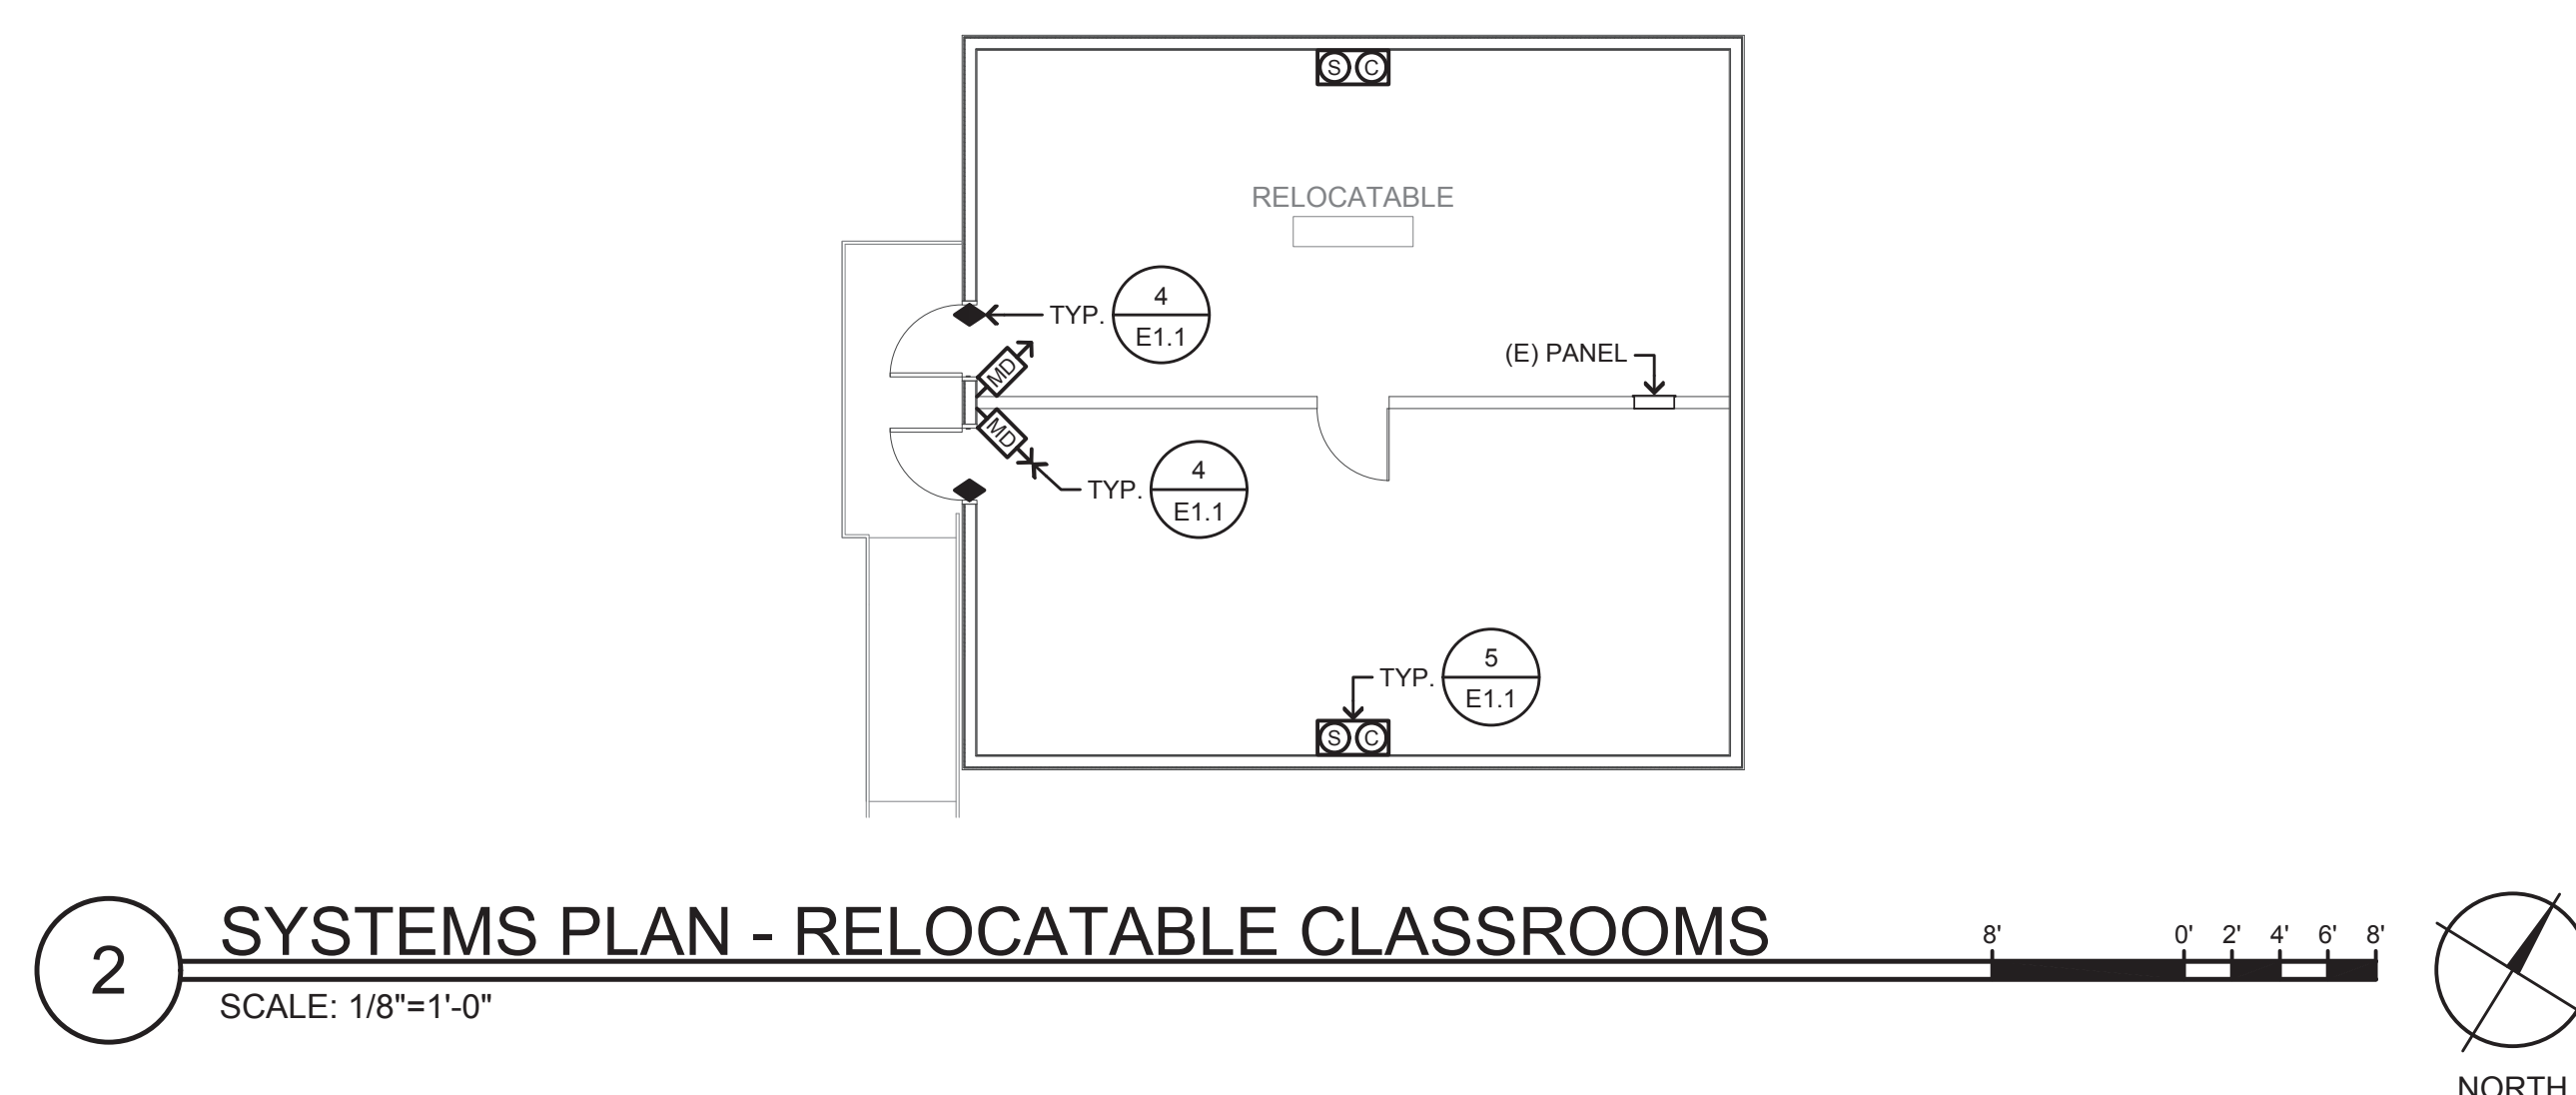 S C
RELOCATABLE
TYP. 4
E1.1
(E) PANEL
MD
MD
TYP. 4
E1.1
TYP. 5
E1.1
S C
2
SYSTEMS PLAN - RELOCATABLE CLASSROOMS
8' 0' 2' 4' 6' 8'
SCALE: 1/8"=1'-0"
NORTH